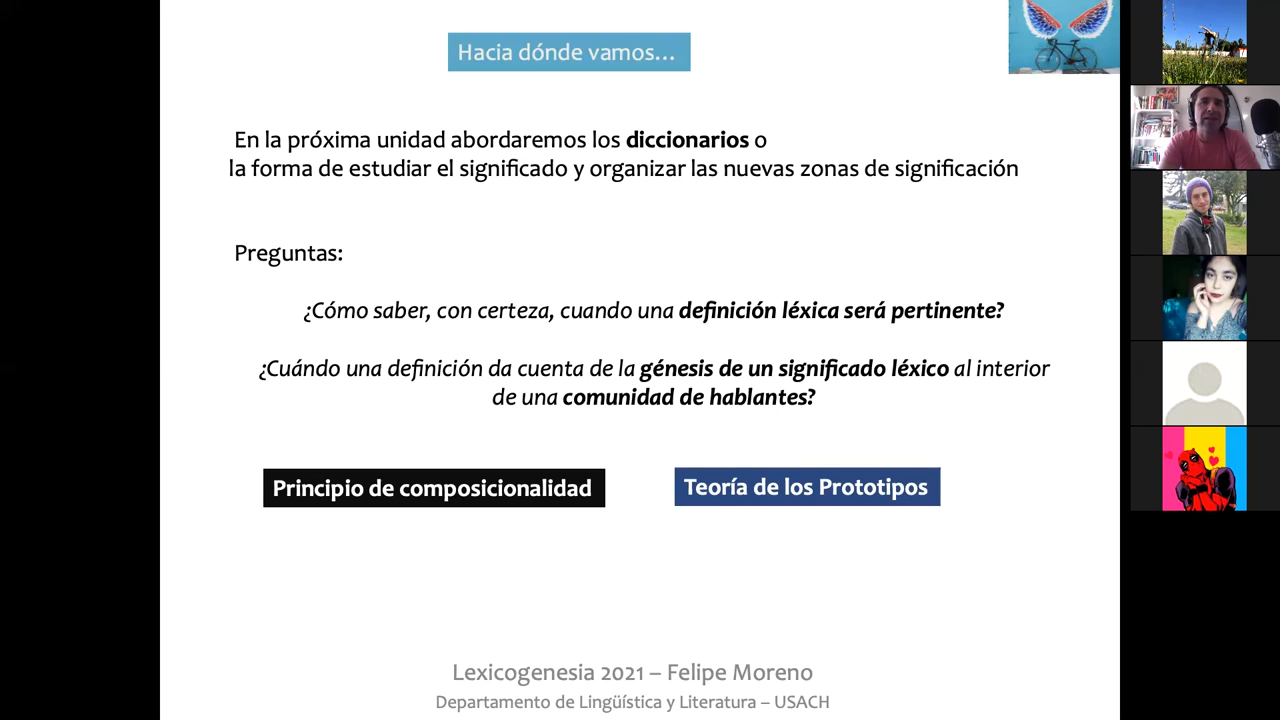 Hacia dónde vamos...
En la próxima unidad abordaremos los diccionarios o
la forma de estudiar el significado y organizar las nuevas zonas de significación
Preguntas:
¿Cómo saber, con certeza, cuando una definición léxica será pertinente?
¿Cuándo una definición da cuenta de la génesis de un significado léxico al interior
de una comunidad de hablantes?
Principio de composicionalidad
Teoría de los Prototipos
Lexicogenesia 2021 – Felipe Moreno
Departamento de Lingüística y Literatura – USACH